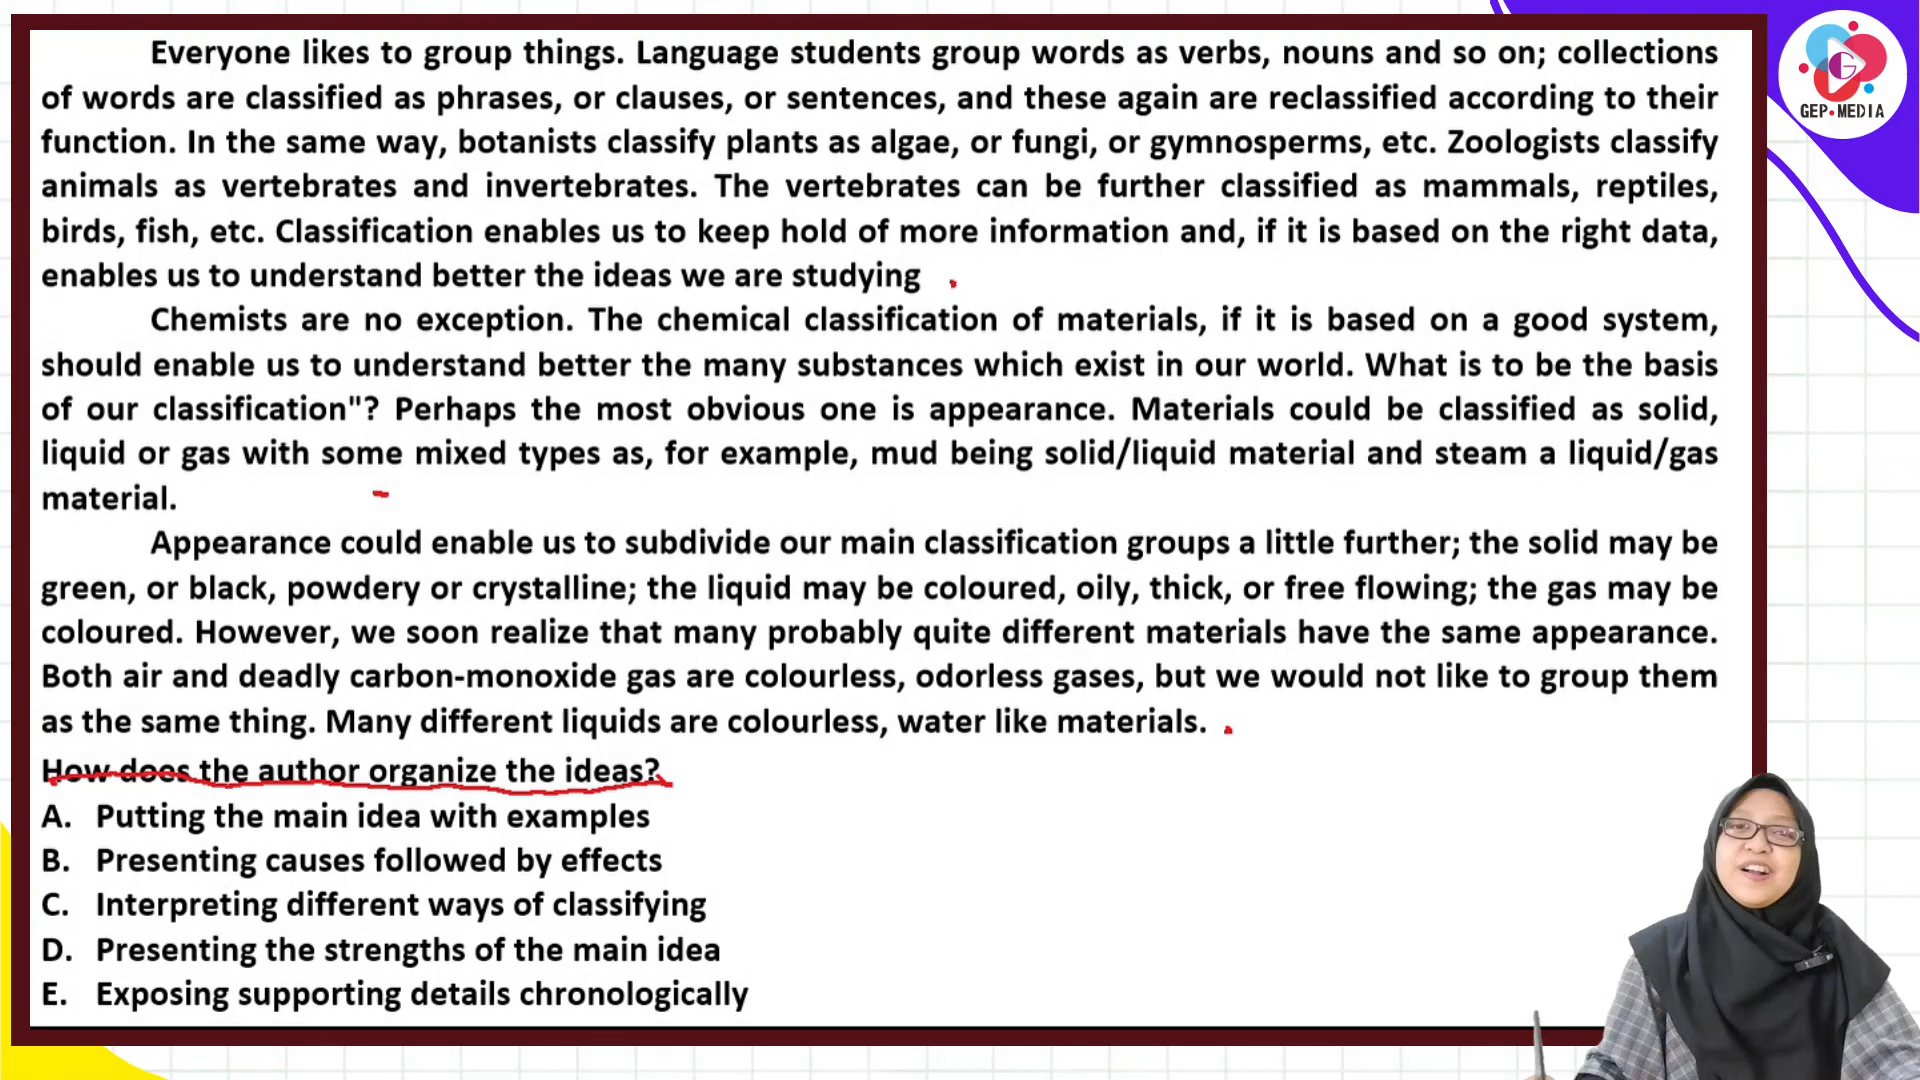 Everyone likes to group things. Language students group words as verbs, nouns and so on; collections
of words are classified as phrases, or clauses, or sentences, and these again are reclassified according to their
function. In the same way, botanists classify plants as algae, or fungi, or gymnosperms, etc. Zoologists classify
animals as vertebrates and invertebrates. The vertebrates can be further classified as mammals, reptiles,
birds, fish, etc. Classification enables us to keep hold of more information and, if it is based on the right data,
enables us to understand better the ideas we are studying
Chemists are no exception. The chemical classification of materials, if it is based on a good system,
should enable us to understand better the many substances which exist in our world. What is to be the basis
of our classification"? Perhaps the most obvious one is appearance. Materials could be classified as solid,
liquid or gas with some mixed types as, for example, mud being solid/liquid material and steam a liquid/gas
material.
Appearance could enable us to subdivide our main classification groups a little further; the solid may be
green, or black, powdery or crystalline; the liquid may be coloured, oily, thick, or free flowing; the gas may be
coloured. However, we soon realize that many probably quite different materials have the same appearance.
Both air and deadly carbon-monoxide gas are colourless, odorless gases, but we would not like to group them
as the same thing. Many different liquids are colourless, water like materials.
How does the author organize the ideas?
A. Putting the main idea with examples
B. Presenting causes followed by effects
C. Interpreting different ways of classifying
D. Presenting the strengths of the main idea
E. Exposing supporting details chronologically
G
GEP•MEDIA